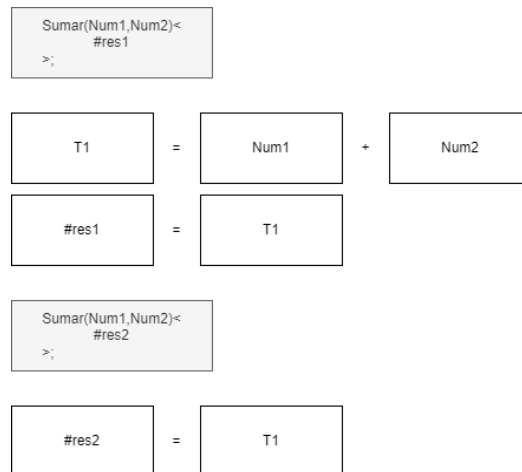 Sumar(Num1,Num2)<
#res1
>;
T1 = Num1 + Num2
#res1 = T1
Sumar(Num1,Num2)<
#res2
>;
#res2 = T1